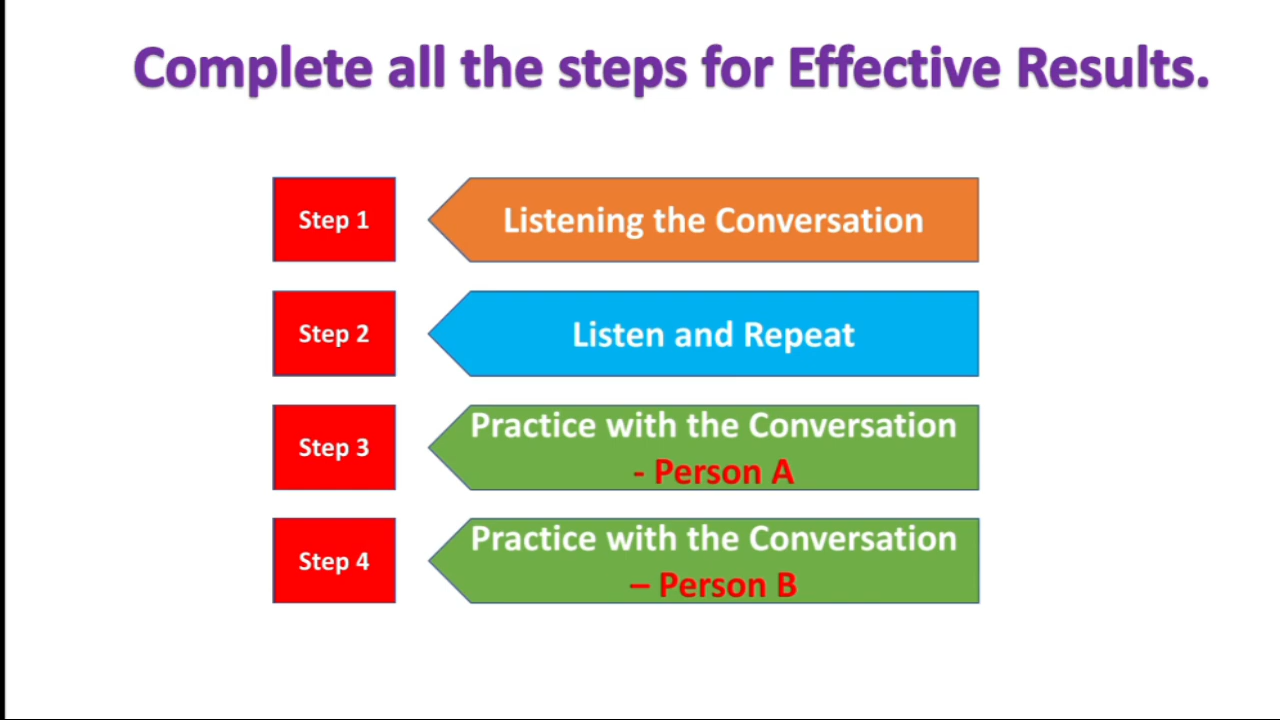 Complete all the steps for Effective Results.
Step 1
Listening the Conversation
Step 2
Listen and Repeat
Step 3
Practice with the Conversation
- Person A
Step 4
Practice with the Conversation
– Person B